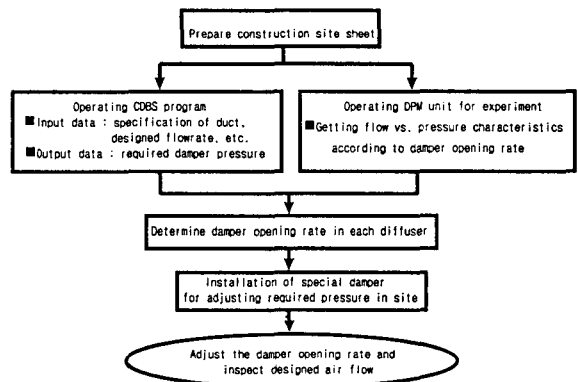 Prepare construction site sheet
Operating CDBS program
■Input data : specification of duct,
designed flowrate, etc.
■Output data : required damper pressure
Operating DPM unit for experiment
■Getting flow vs. pressure characteristics
according to damper opening rate
Determine damper opening rate in each diffuser
Installation of special damper
for adjusting required pressure in site
Adjust the damper opening rate and
inspect designed air flow